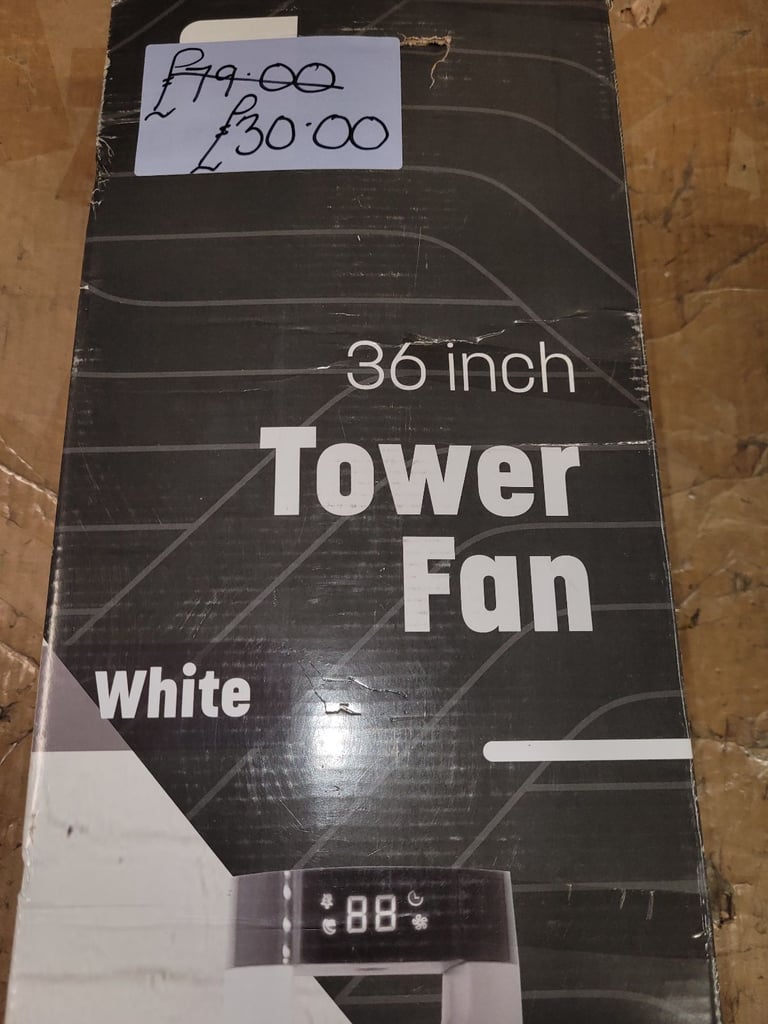 £79.00
£30.00
36 inch
Tower
Fan
White
88